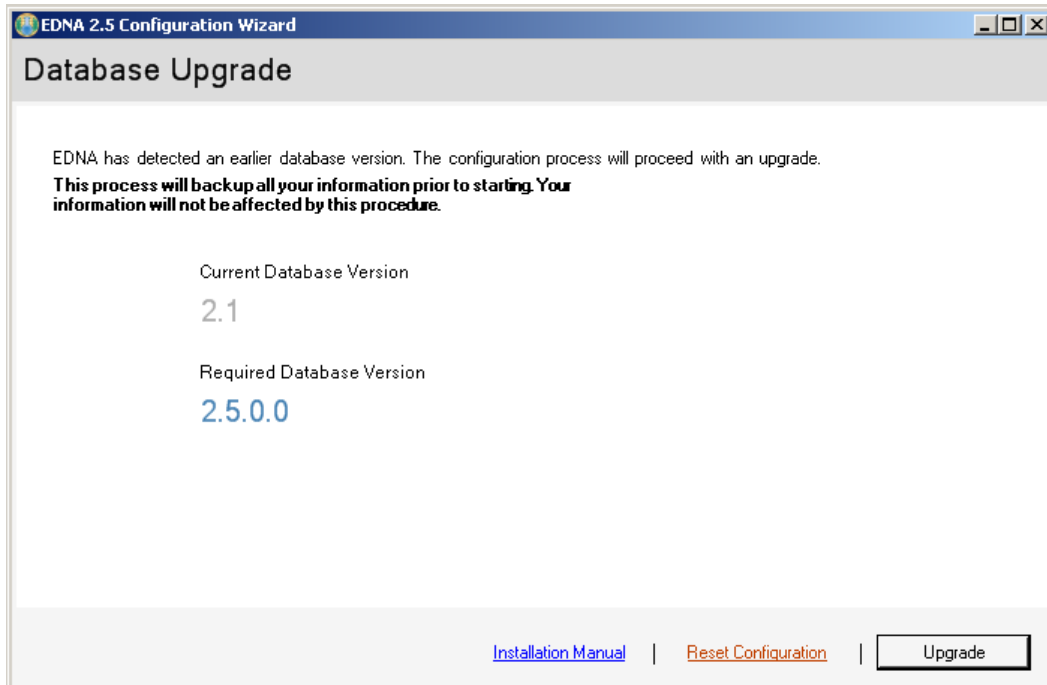 EDNA 2.5 Configuration Wizard
Database Upgrade
EDNA has detected an earlier database version. The configuration process will proceed with an upgrade.
This process will backup all your information prior to starting. Your
information will not be affected by this procedure.
Current Database Version
2.1
Required Database Version
2.5.0.0
Installation Manual | Reset Configuration | Upgrade